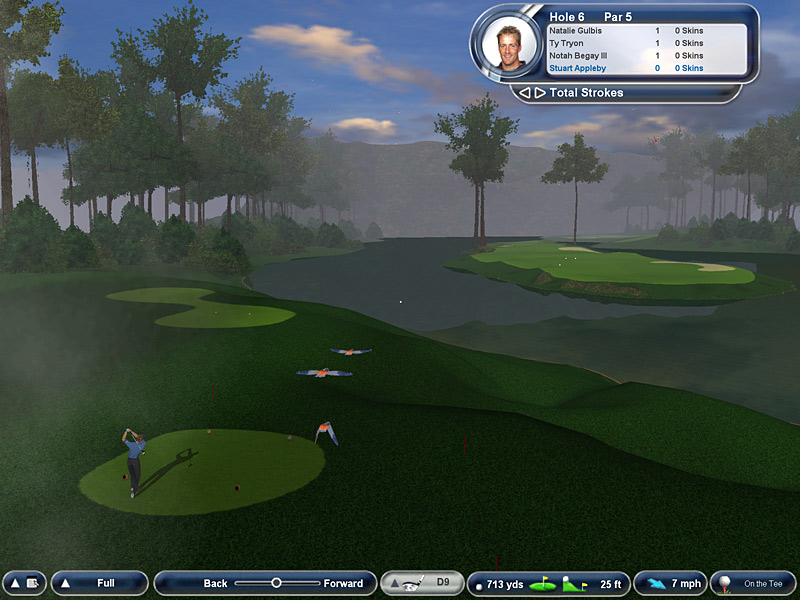 Hole 6 Par 5
Natalie Gulbis 1 0 Skins
Ty Tryon 1 0 Skins
Notah Begay III 1 0 Skins
Stuart Appleby 0 0 Skins
Total Strokes
Full
Back Forward
D9
713 yds 25 ft
7 mph
On the Tee